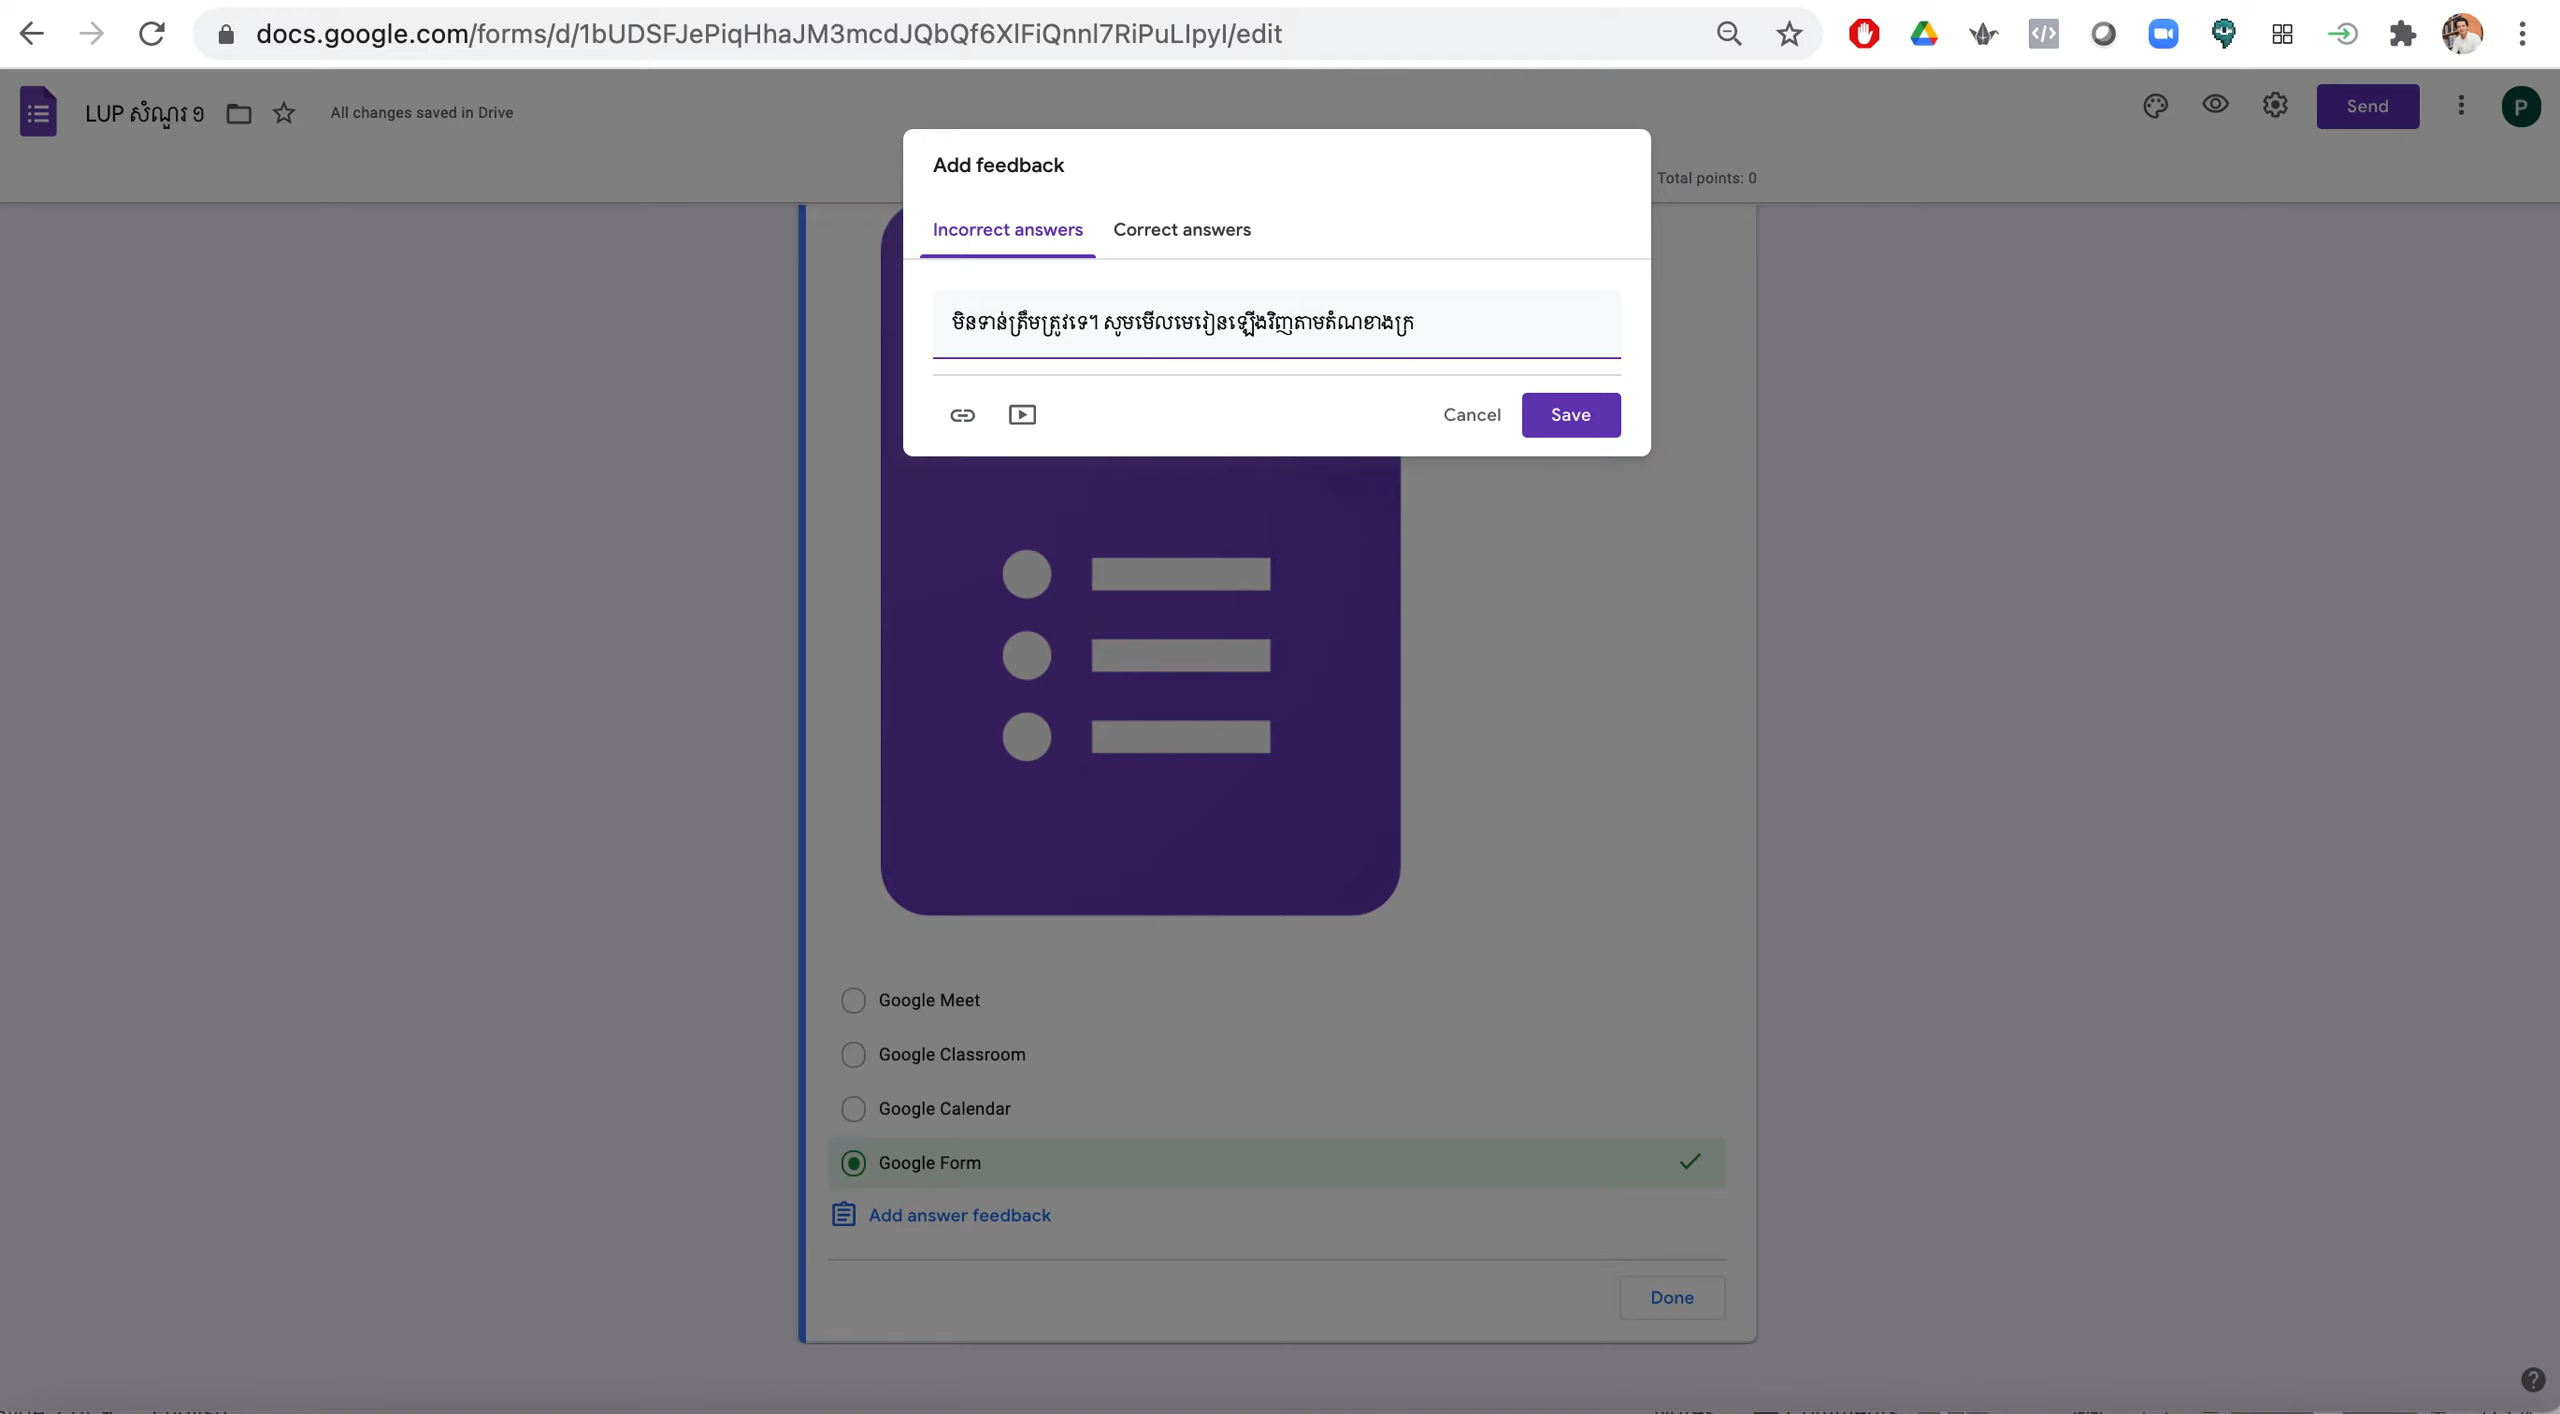 docs.google.com/forms/d/1bUDSFJePiqHhaJM3mcdJQbQf6XlFiQnnl7RiPuLIpyI/edit
LUP សំណួរ ១
All changes saved in Drive
Send
P
Total points: 0
Add feedback
Incorrect answers
Correct answers
មិនទាន់ត្រឹមត្រូវទេ។ សូមមើលមេរៀនឡើងវិញតាមតំណខាងក្រ
Cancel
Save
Google Meet
Google Classroom
Google Calendar
Google Form
Add answer feedback
Done